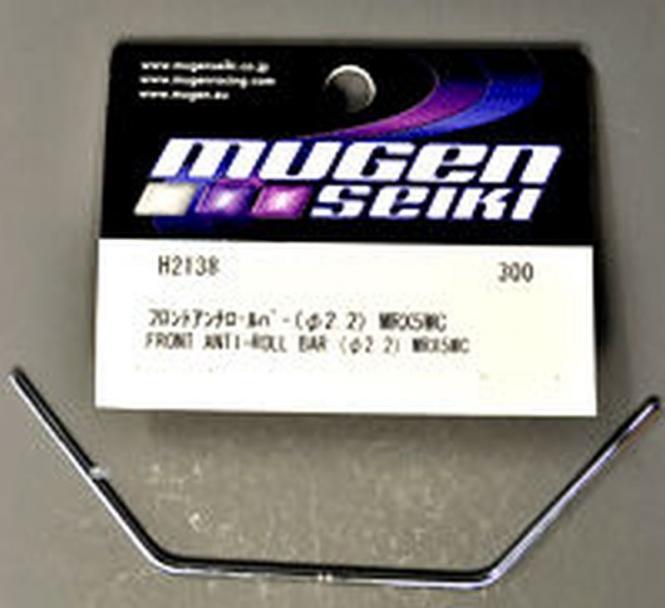 www.mugenseiki.co.jp
www.mugenracing.com
www.mugen.eu
mugen
seiki
H2138 300
フロントアンチロールバー(φ2.2) MRX5WC
FRONT ANTI-ROLL BAR (φ2.2) MRX5WC